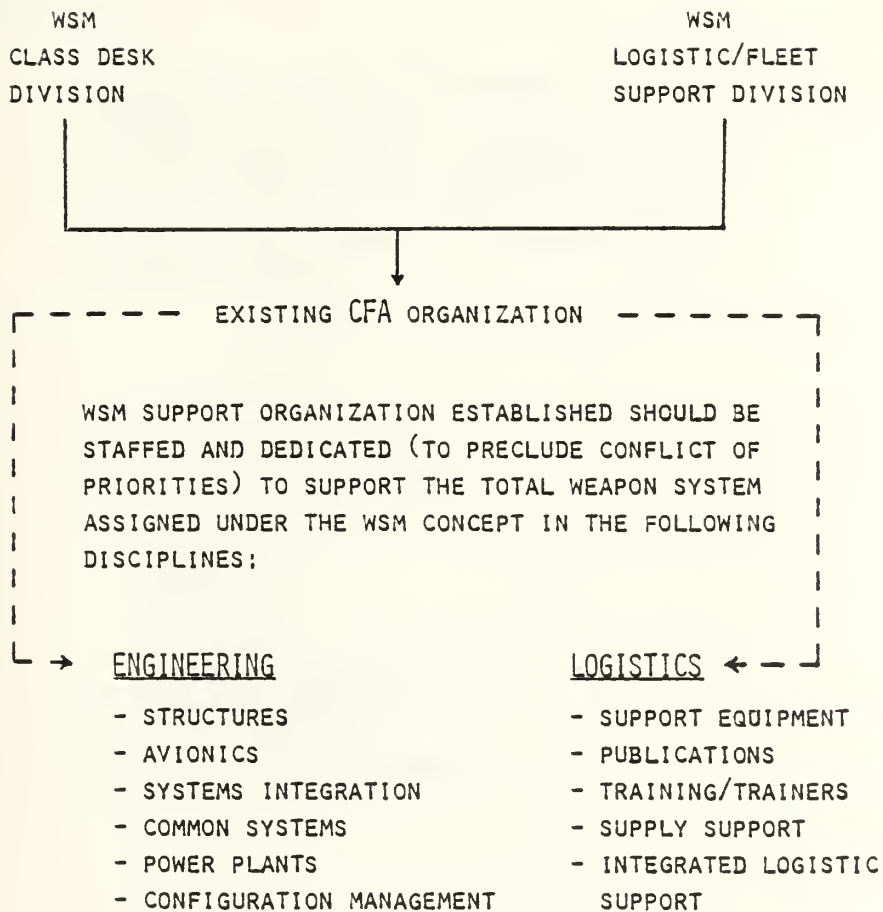 WSM
CLASS DESK
DIVISION
WSM
LOGISTIC/FLEET
SUPPORT DIVISION
EXISTING CFA ORGANIZATION
WSM SUPPORT ORGANIZATION ESTABLISHED SHOULD BE
STAFFED AND DEDICATED (TO PRECLUDE CONFLICT OF
PRIORITIES) TO SUPPORT THE TOTAL WEAPON SYSTEM
ASSIGNED UNDER THE WSM CONCEPT IN THE FOLLOWING
DISCIPLINES:
ENGINEERING
- STRUCTURES
- AVIONICS
- SYSTEMS INTEGRATION
- COMMON SYSTEMS
- POWER PLANTS
- CONFIGURATION MANAGEMENT
LOGISTICS
- SUPPORT EQUIPMENT
- PUBLICATIONS
- TRAINING/TRAINERS
- SUPPLY SUPPORT
- INTEGRATED LOGISTIC
SUPPORT